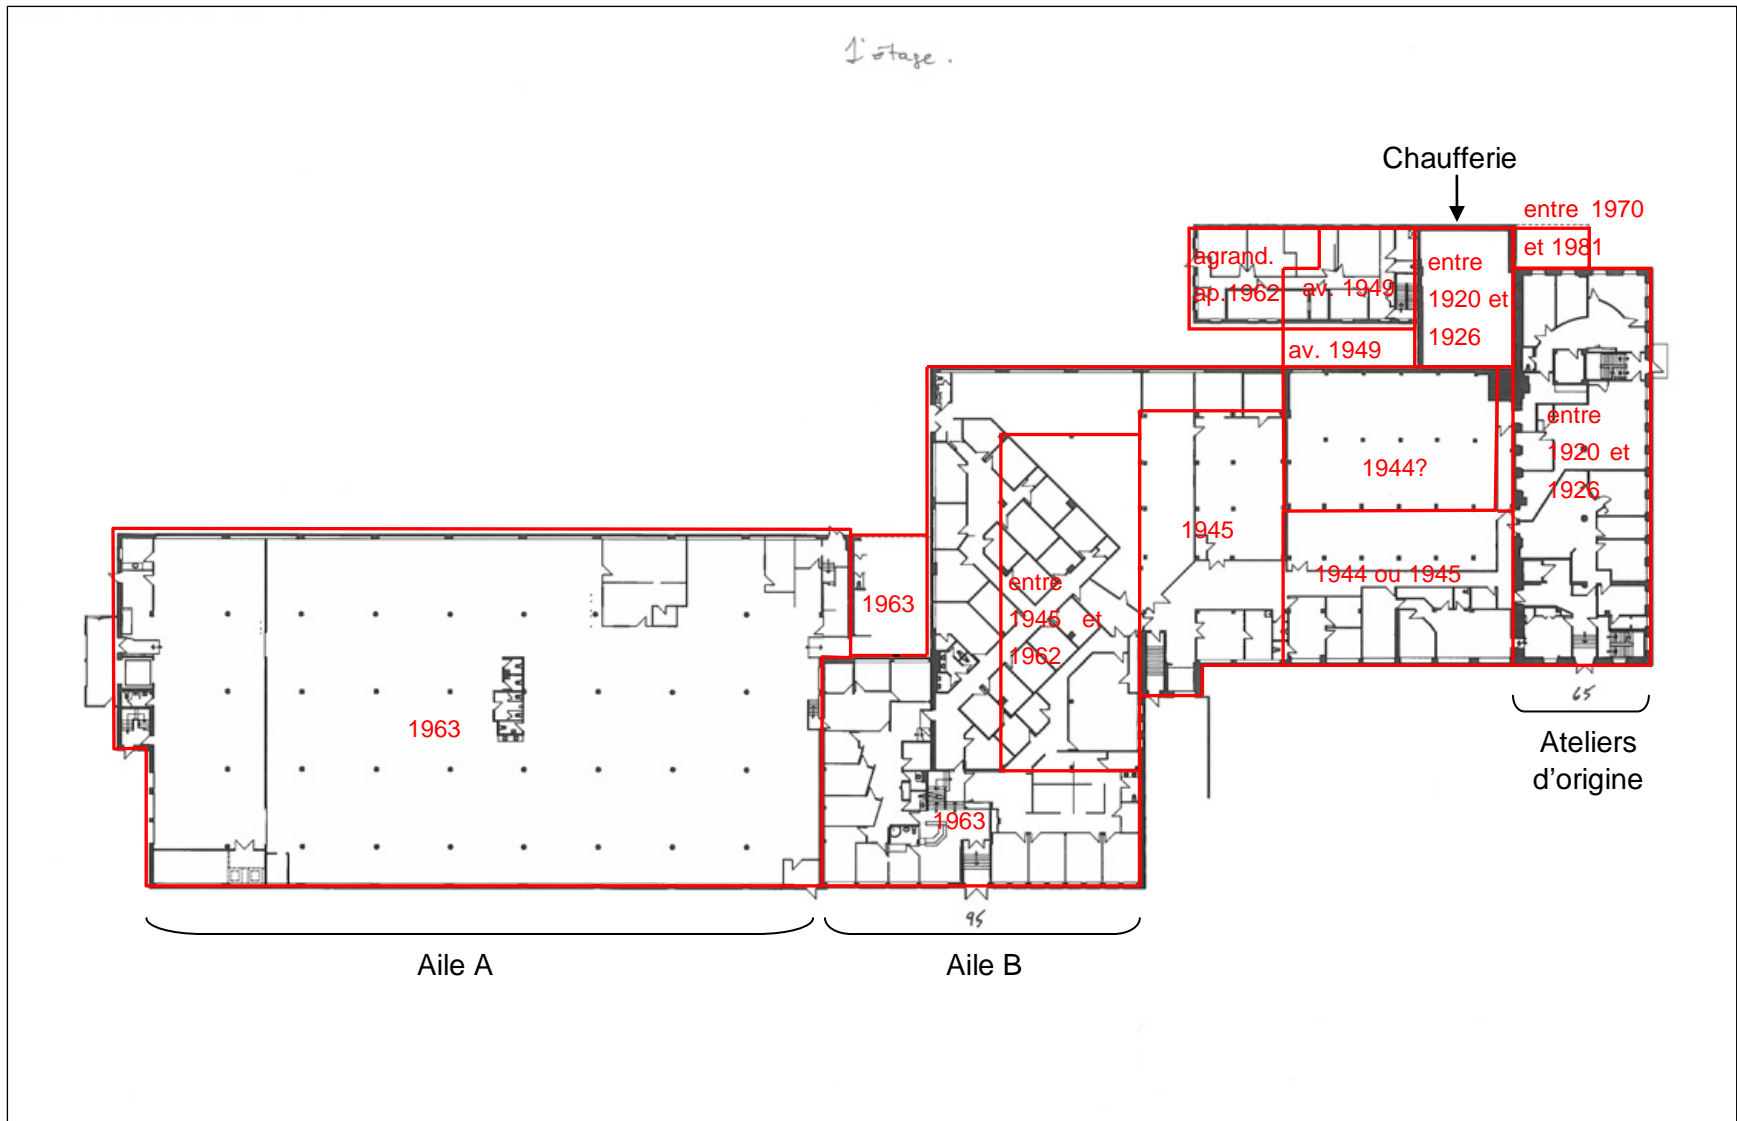 1e étage.
Chaufferie
entre 1970
et 1981
agrand.
ap.1962
av. 1949
entre
1920 et
1926
av. 1949
entre
1920 et
1926
1944?
1945
1944 ou 1945
entre
1945 et
1962
1963
1963
1963
65
Ateliers
d'origine
95
Aile A
Aile B